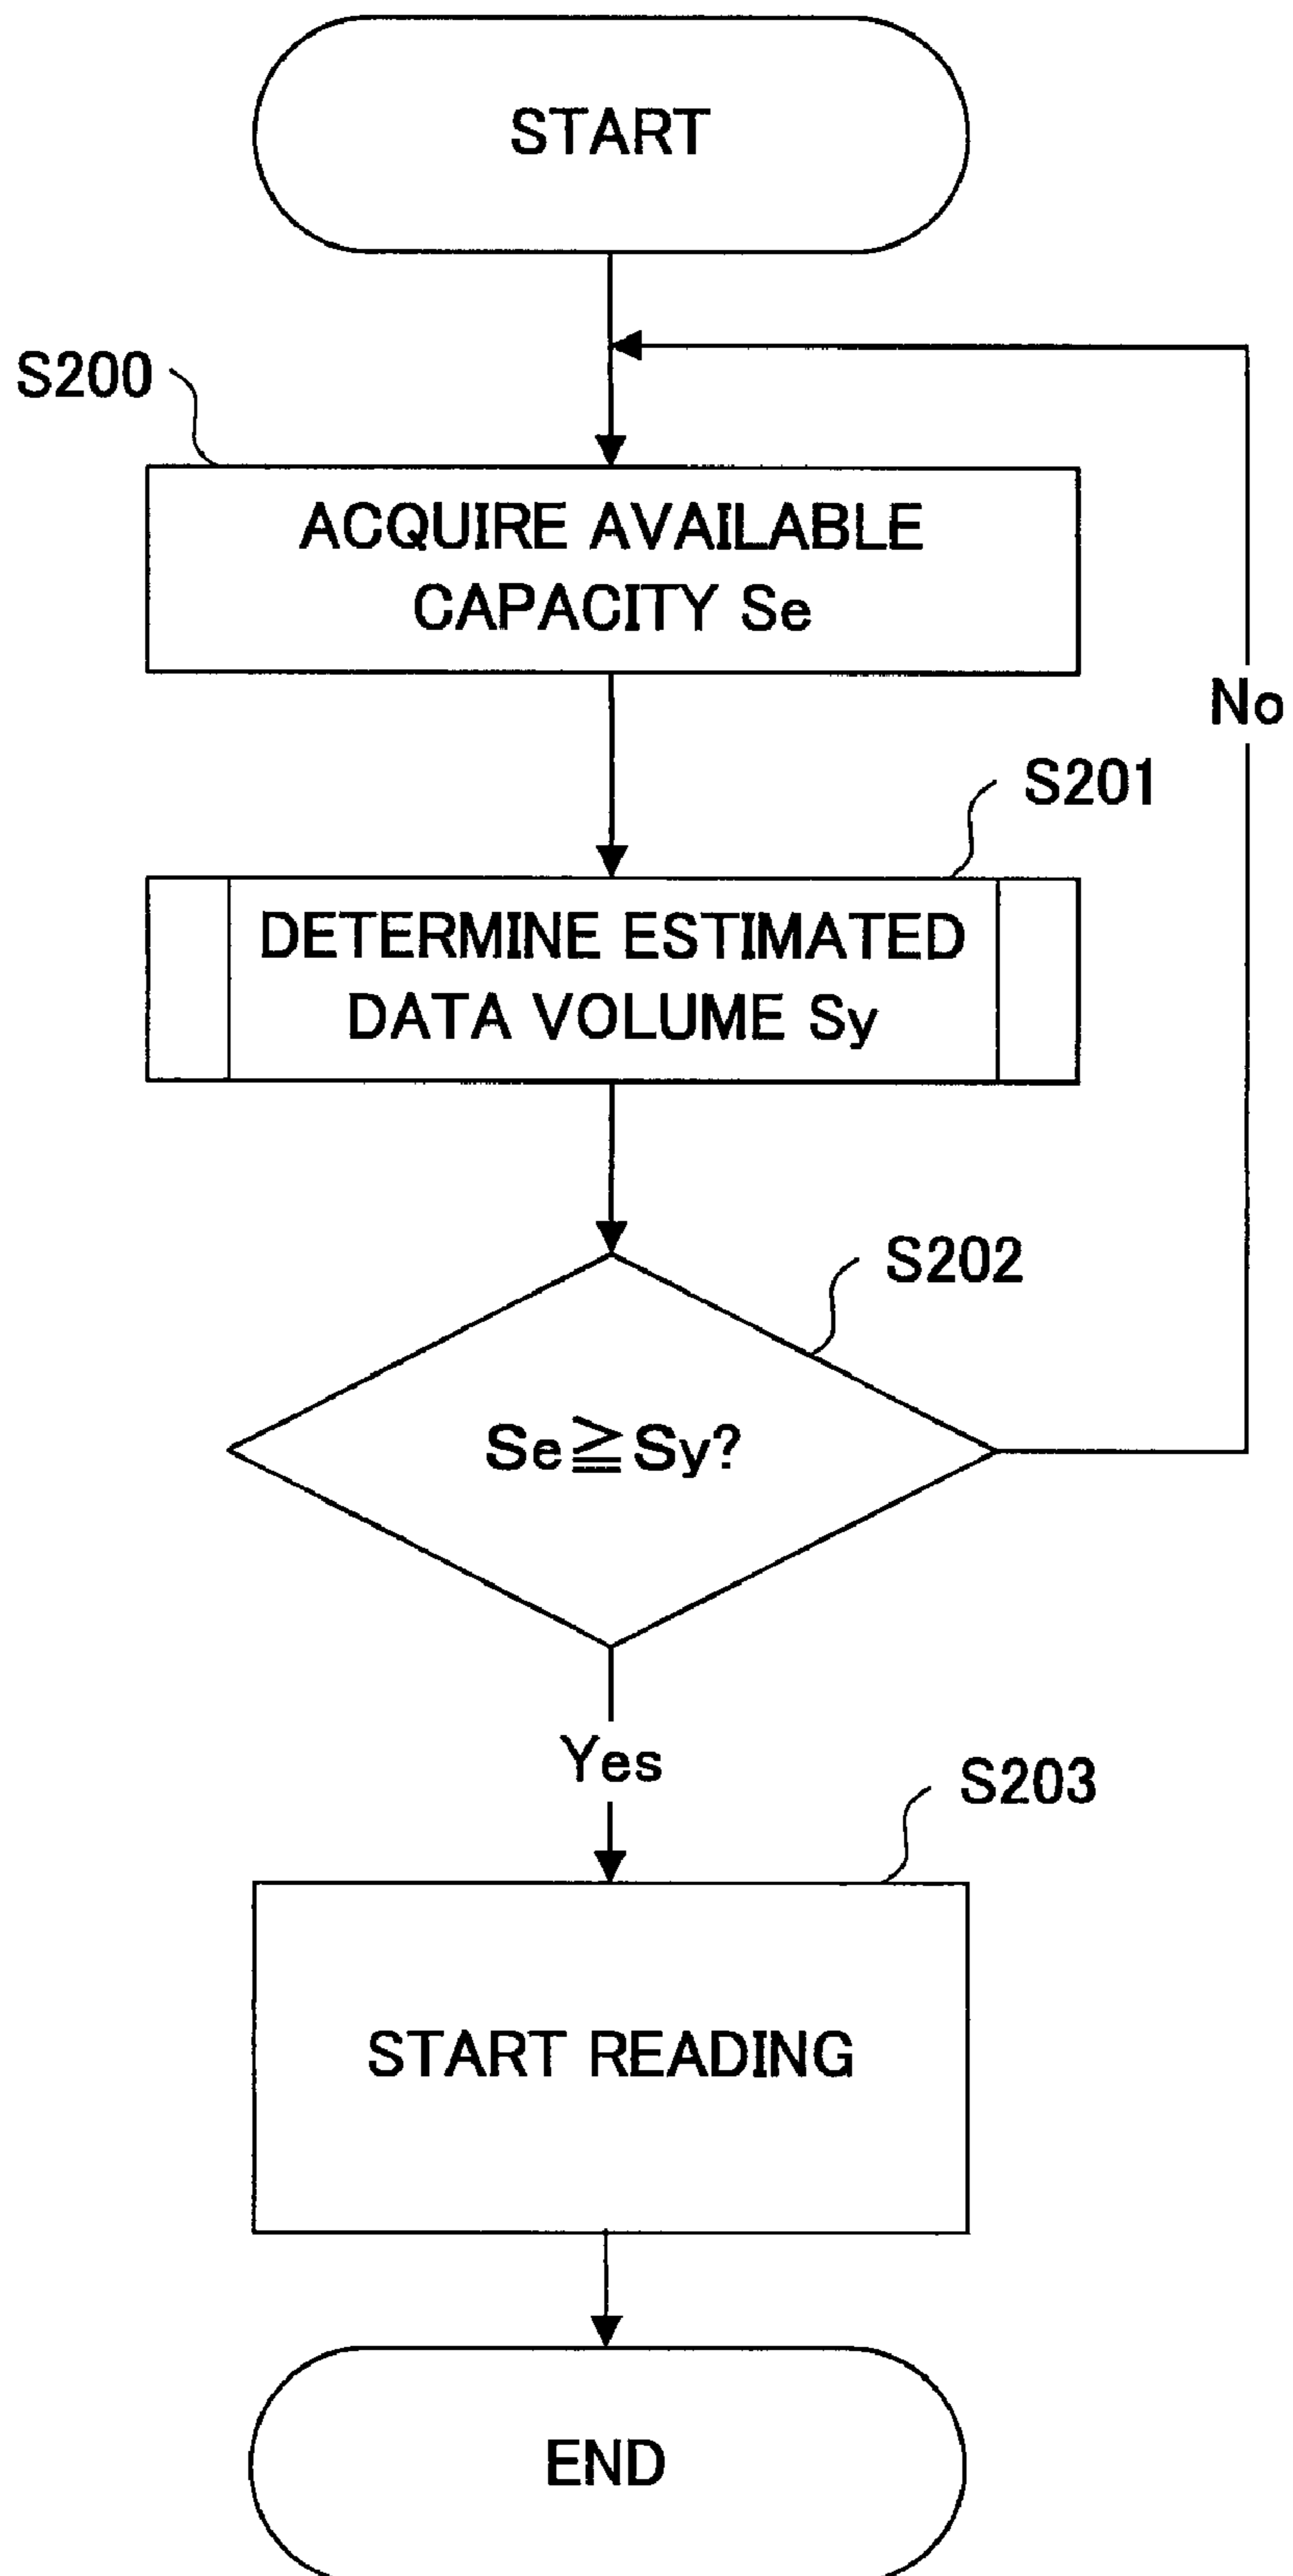 START
S200
ACQUIRE AVAILABLE
CAPACITY Se
No
S201
DETERMINE ESTIMATED
DATA VOLUME Sy
S202
Se≧Sy?
Yes
S203
START READING
END